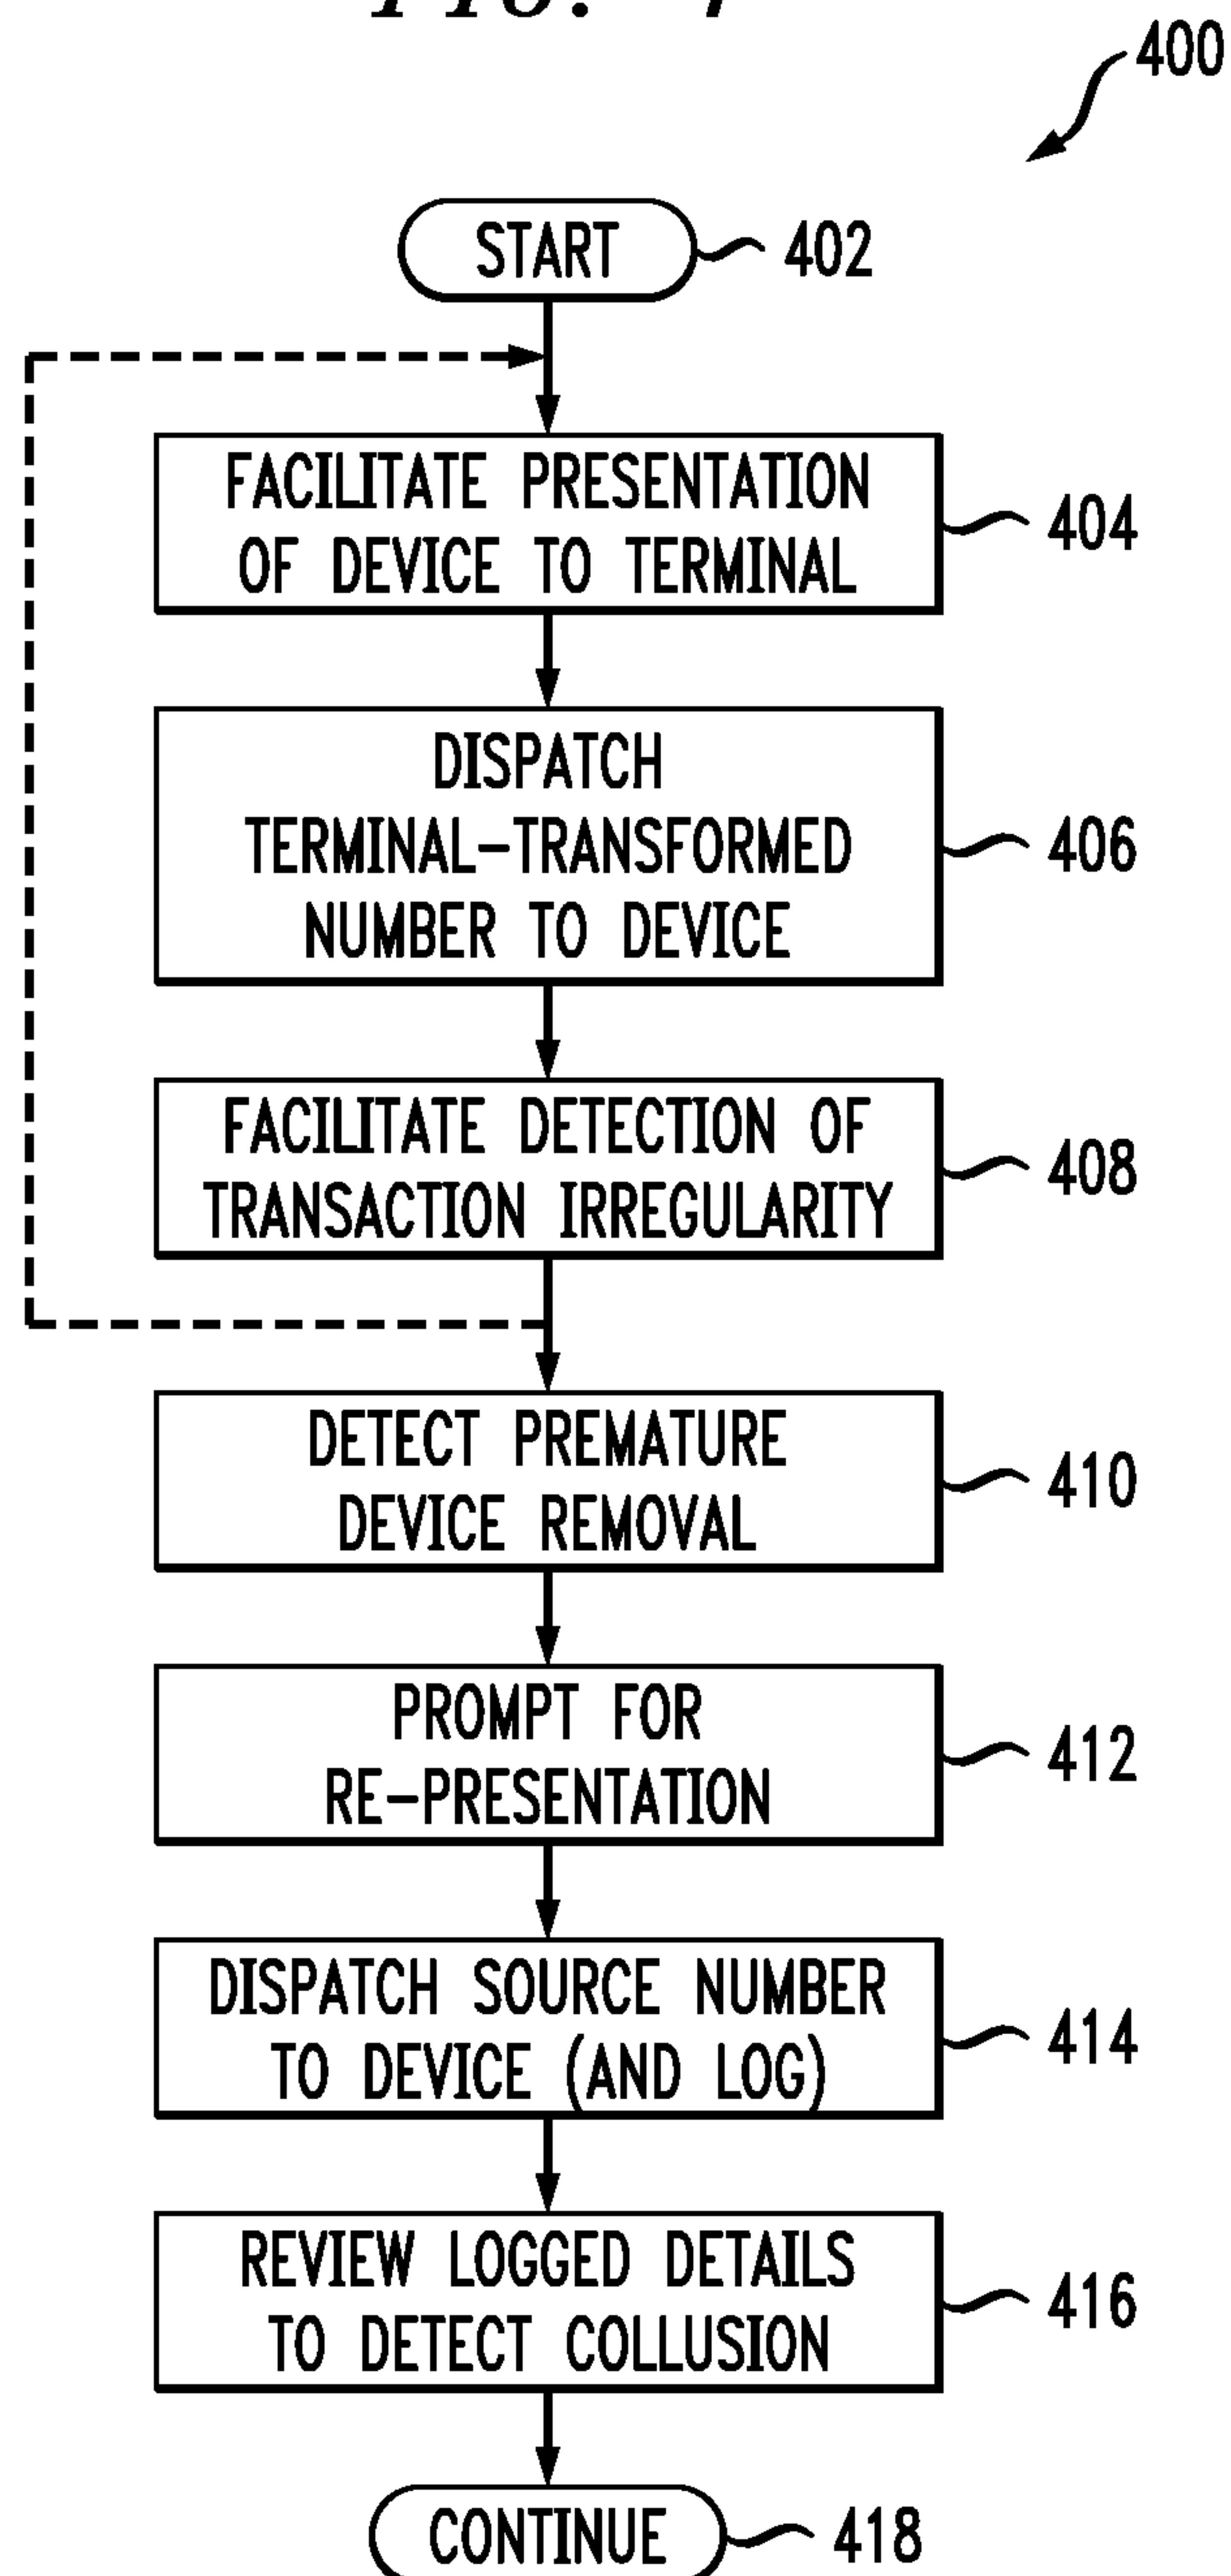 FIG. 4
400
START
402
FACILITATE PRESENTATION
OF DEVICE TO TERMINAL
404
DISPATCH
TERMINAL-TRANSFORMED
NUMBER TO DEVICE
406
FACILITATE DETECTION OF
TRANSACTION IRREGULARITY
408
DETECT PREMATURE
DEVICE REMOVAL
410
PROMPT FOR
RE-PRESENTATION
412
DISPATCH SOURCE NUMBER
TO DEVICE (AND LOG)
414
REVIEW LOGGED DETAILS
TO DETECT COLLUSION
416
CONTINUE
418